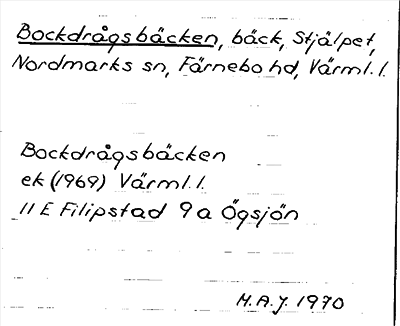 Bockdrågsbäcken, bäck, Stjälpet,
Nordmarks sn, Färnebo hd, Värml. l.
Bockdrågsbäcken
ek (1969) Värml. l.
11 E Filipstad 9 a Ögsjön
H.A.J. 1970